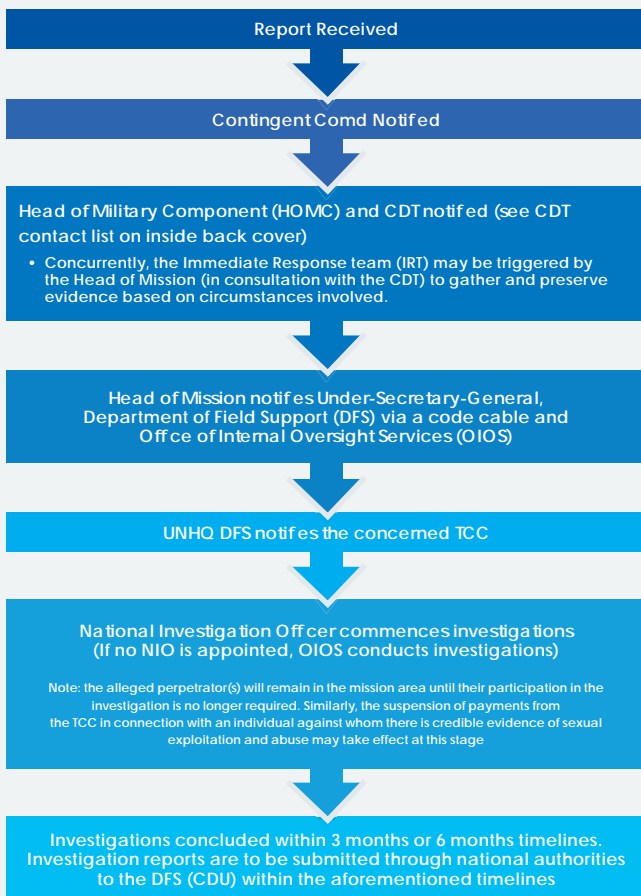 Report Received
Contingent Comd Notifed
Head of Military Component (HOMC) and CDT notifed (see CDT
contact list on inside back cover)
• Concurrently, the Immediate Response team (IRT) may be triggered by
the Head of Mission (in consultation with the CDT) to gather and preserve
evidence based on circumstances involved.
Head of Mission notifes Under-Secretary-General,
Department of Field Support (DFS) via a code cable and
Offce of Internal Oversight Services (OIOS)
UNHQ DFS notifes the concerned TCC
National Investigation Offcer commences investigations
(If no NIO is appointed, OIOS conducts investigations)
Note: the alleged perpetrator(s) will remain in the mission area until their participation in the
investigation is no longer required. Similarly, the suspension of payments from
the TCC in connection with an individual against whom there is credible evidence of sexual
exploitation and abuse may take effect at this stage
Investigations concluded within 3 months or 6 months timelines.
Investigation reports are to be submitted through national authorities
to the DFS (CDU) within the aforementioned timelines